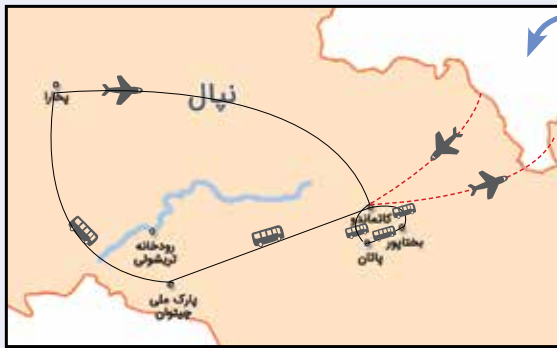 نپال
پخارا
کاتماندو
بختاپور
پاتان
رودخانه
تریشولی
پارک ملی
چیتوان